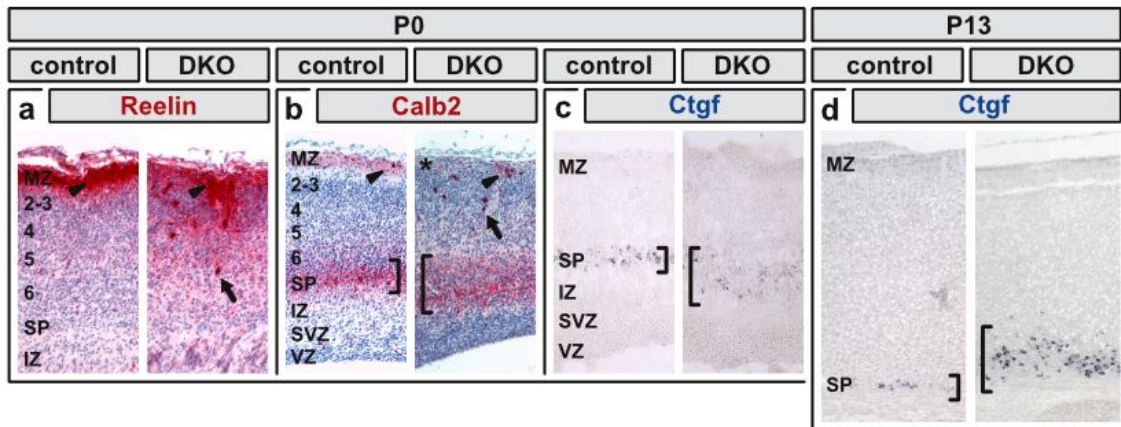 P0
P13
control DKO control DKO control DKO control DKO
a Reelin b Calb2 c Ctgf d Ctgf
MZ
2-3
4
5
6
SP
IZ
*
MZ
2-3
4
5
6
SP
IZ
SVZ
VZ
MZ
SP
IZ
SVZ
VZ
MZ
SP